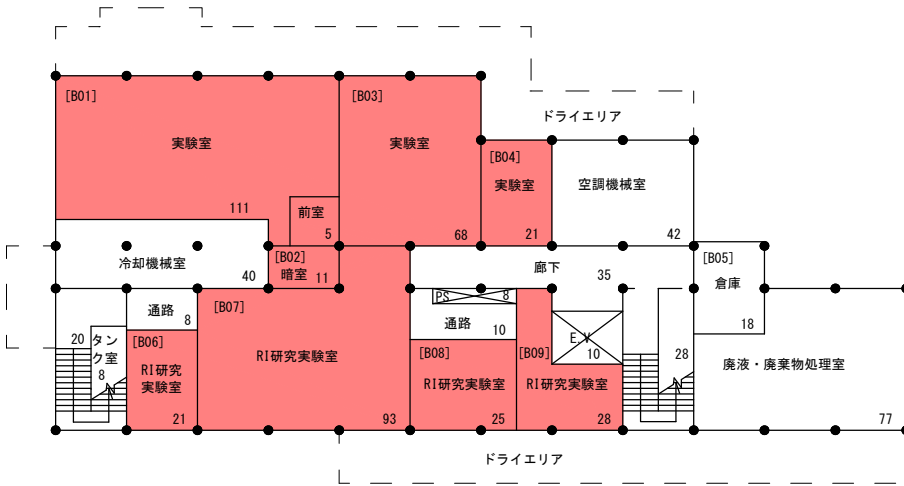 [B01]
[B03]
ドライエリア
実験室
実験室
[B04]
実験室
空調機械室
111
前室
5
68
21
42
[B02]
暗室
11
冷却機械室
40
廊下
35
[B05]
倉庫
18
通路
8
[B07]
PS
8
通路
10
E.V
10
20
タン
ク室
8
[B06]
RI研究
実験室
21
RI研究実験室
93
[B08]
RI研究実験室
25
[B09]
RI研究実験室
28
28
廃液・廃棄物処理室
77
ドライエリア